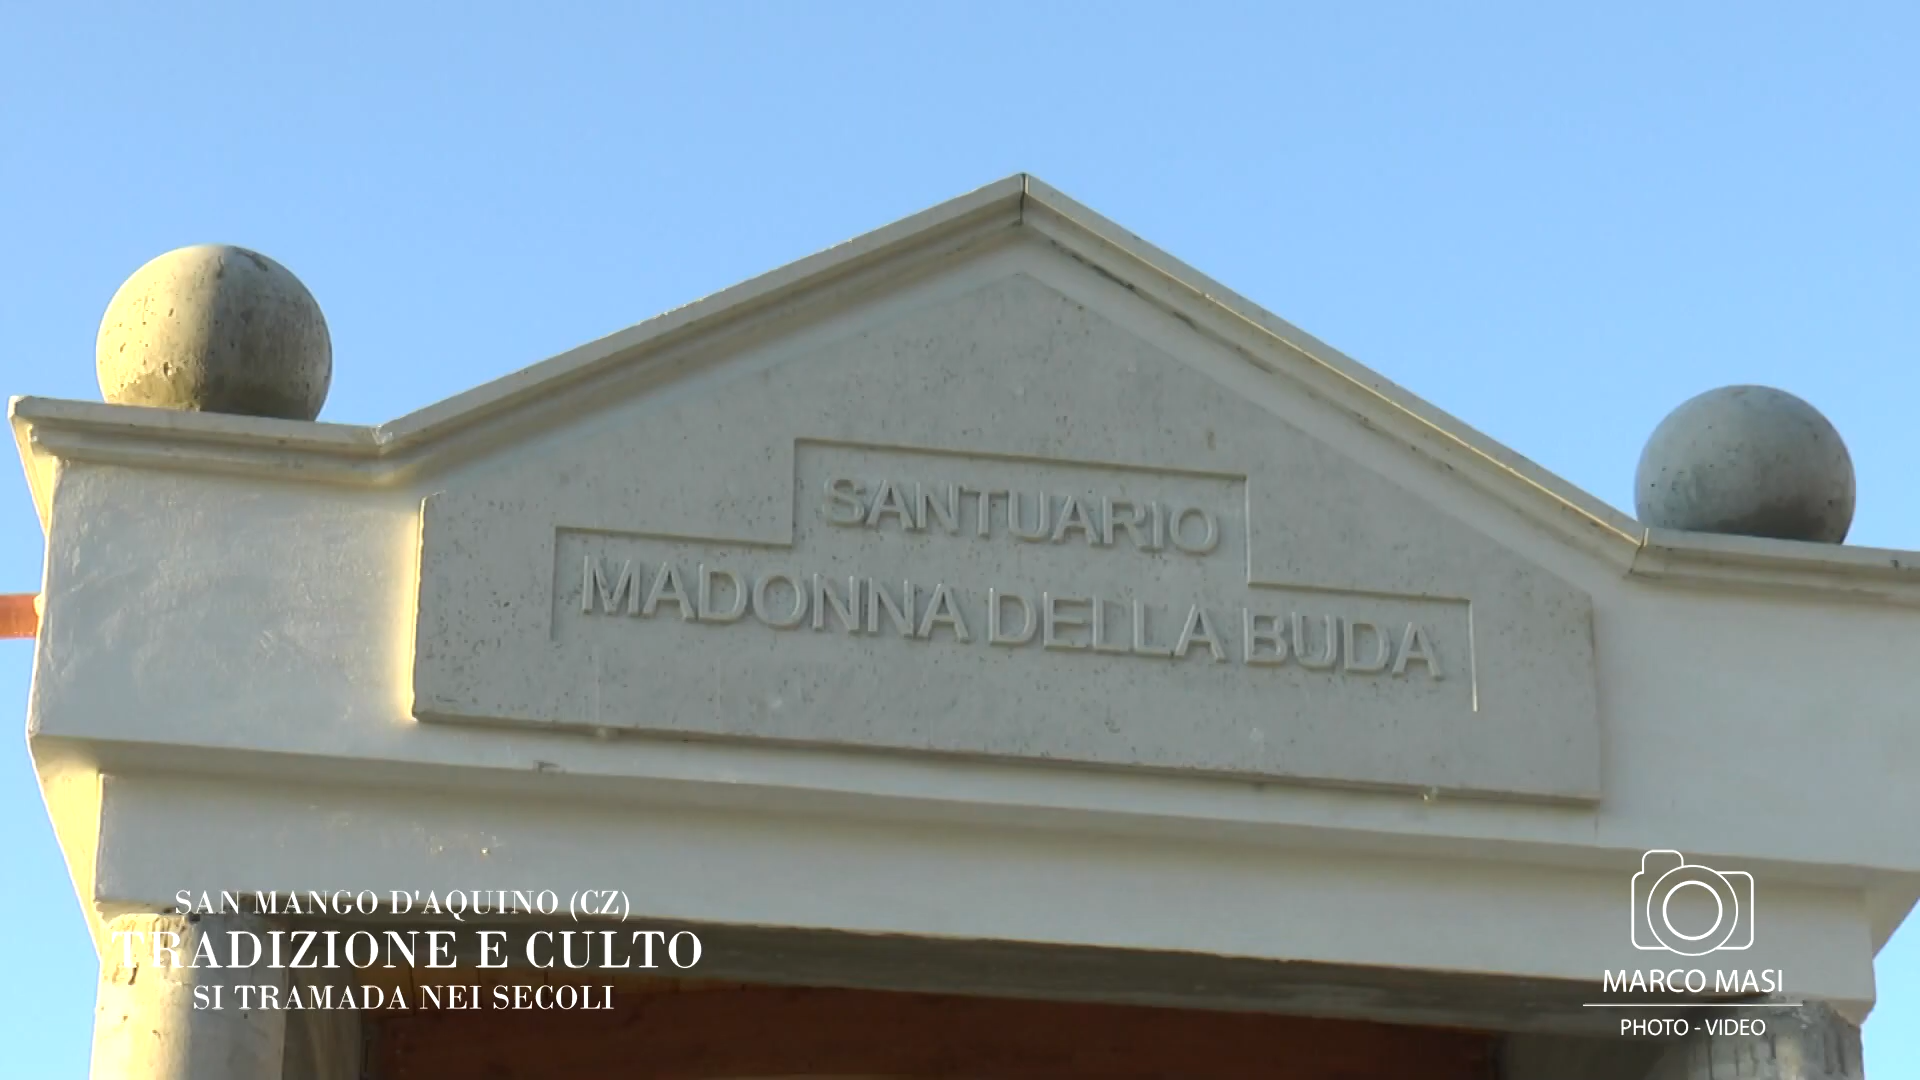 SANTUARIO
MADONNA DELLA BUDA
SAN MANGO D'AQUINO (CZ)
TRADIZIONE E CULTO
SI TRAMADA NEI SECOLI
MARCO MASI
PHOTO - VIDEO